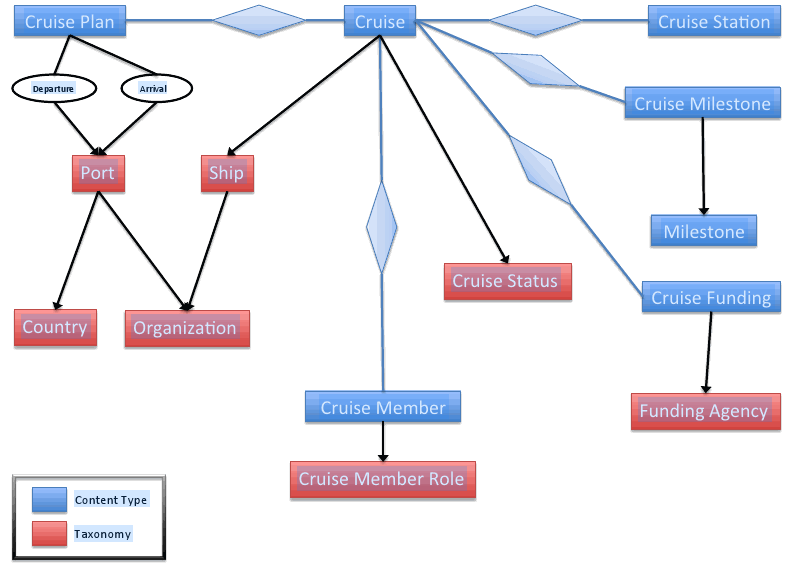 Cruise Plan
Cruise
Cruise Station
Departure
Arrival
Cruise Milestone
Port
Ship
Milestone
Cruise Status
Cruise Funding
Country
Organization
Cruise Member
Funding Agency
Cruise Member Role
Content Type
Taxonomy